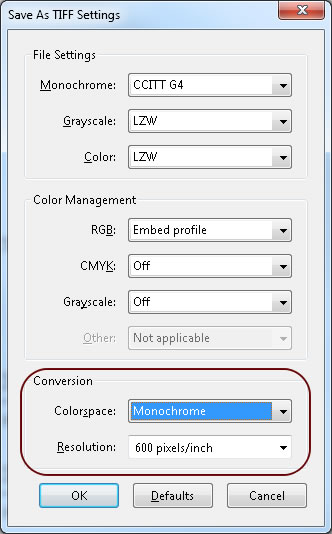 Save As TIFF Settings
File Settings
Monochrome: CCITT G4
Grayscale: LZW
Color: LZW
Color Management
RGB: Embed profile
CMYK: Off
Grayscale: Off
Other: Not applicable
Conversion
Colorspace: Monochrome
Resolution: 600 pixels/inch
OK Defaults Cancel